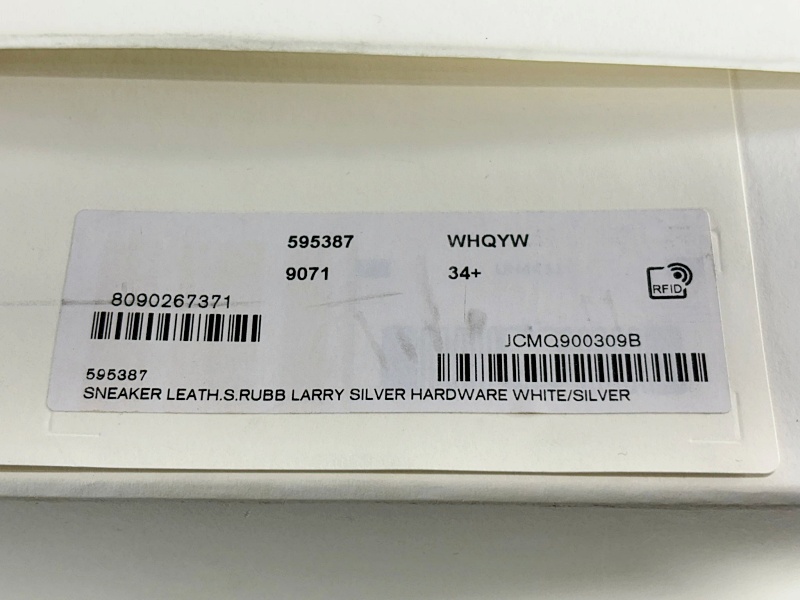 595387 WHQYW
9071 34+
RFID
8090267371
JCMQ900309B
595387
SNEAKER LEATH.S.RUBB LARRY SILVER HARDWARE WHITE/SILVER